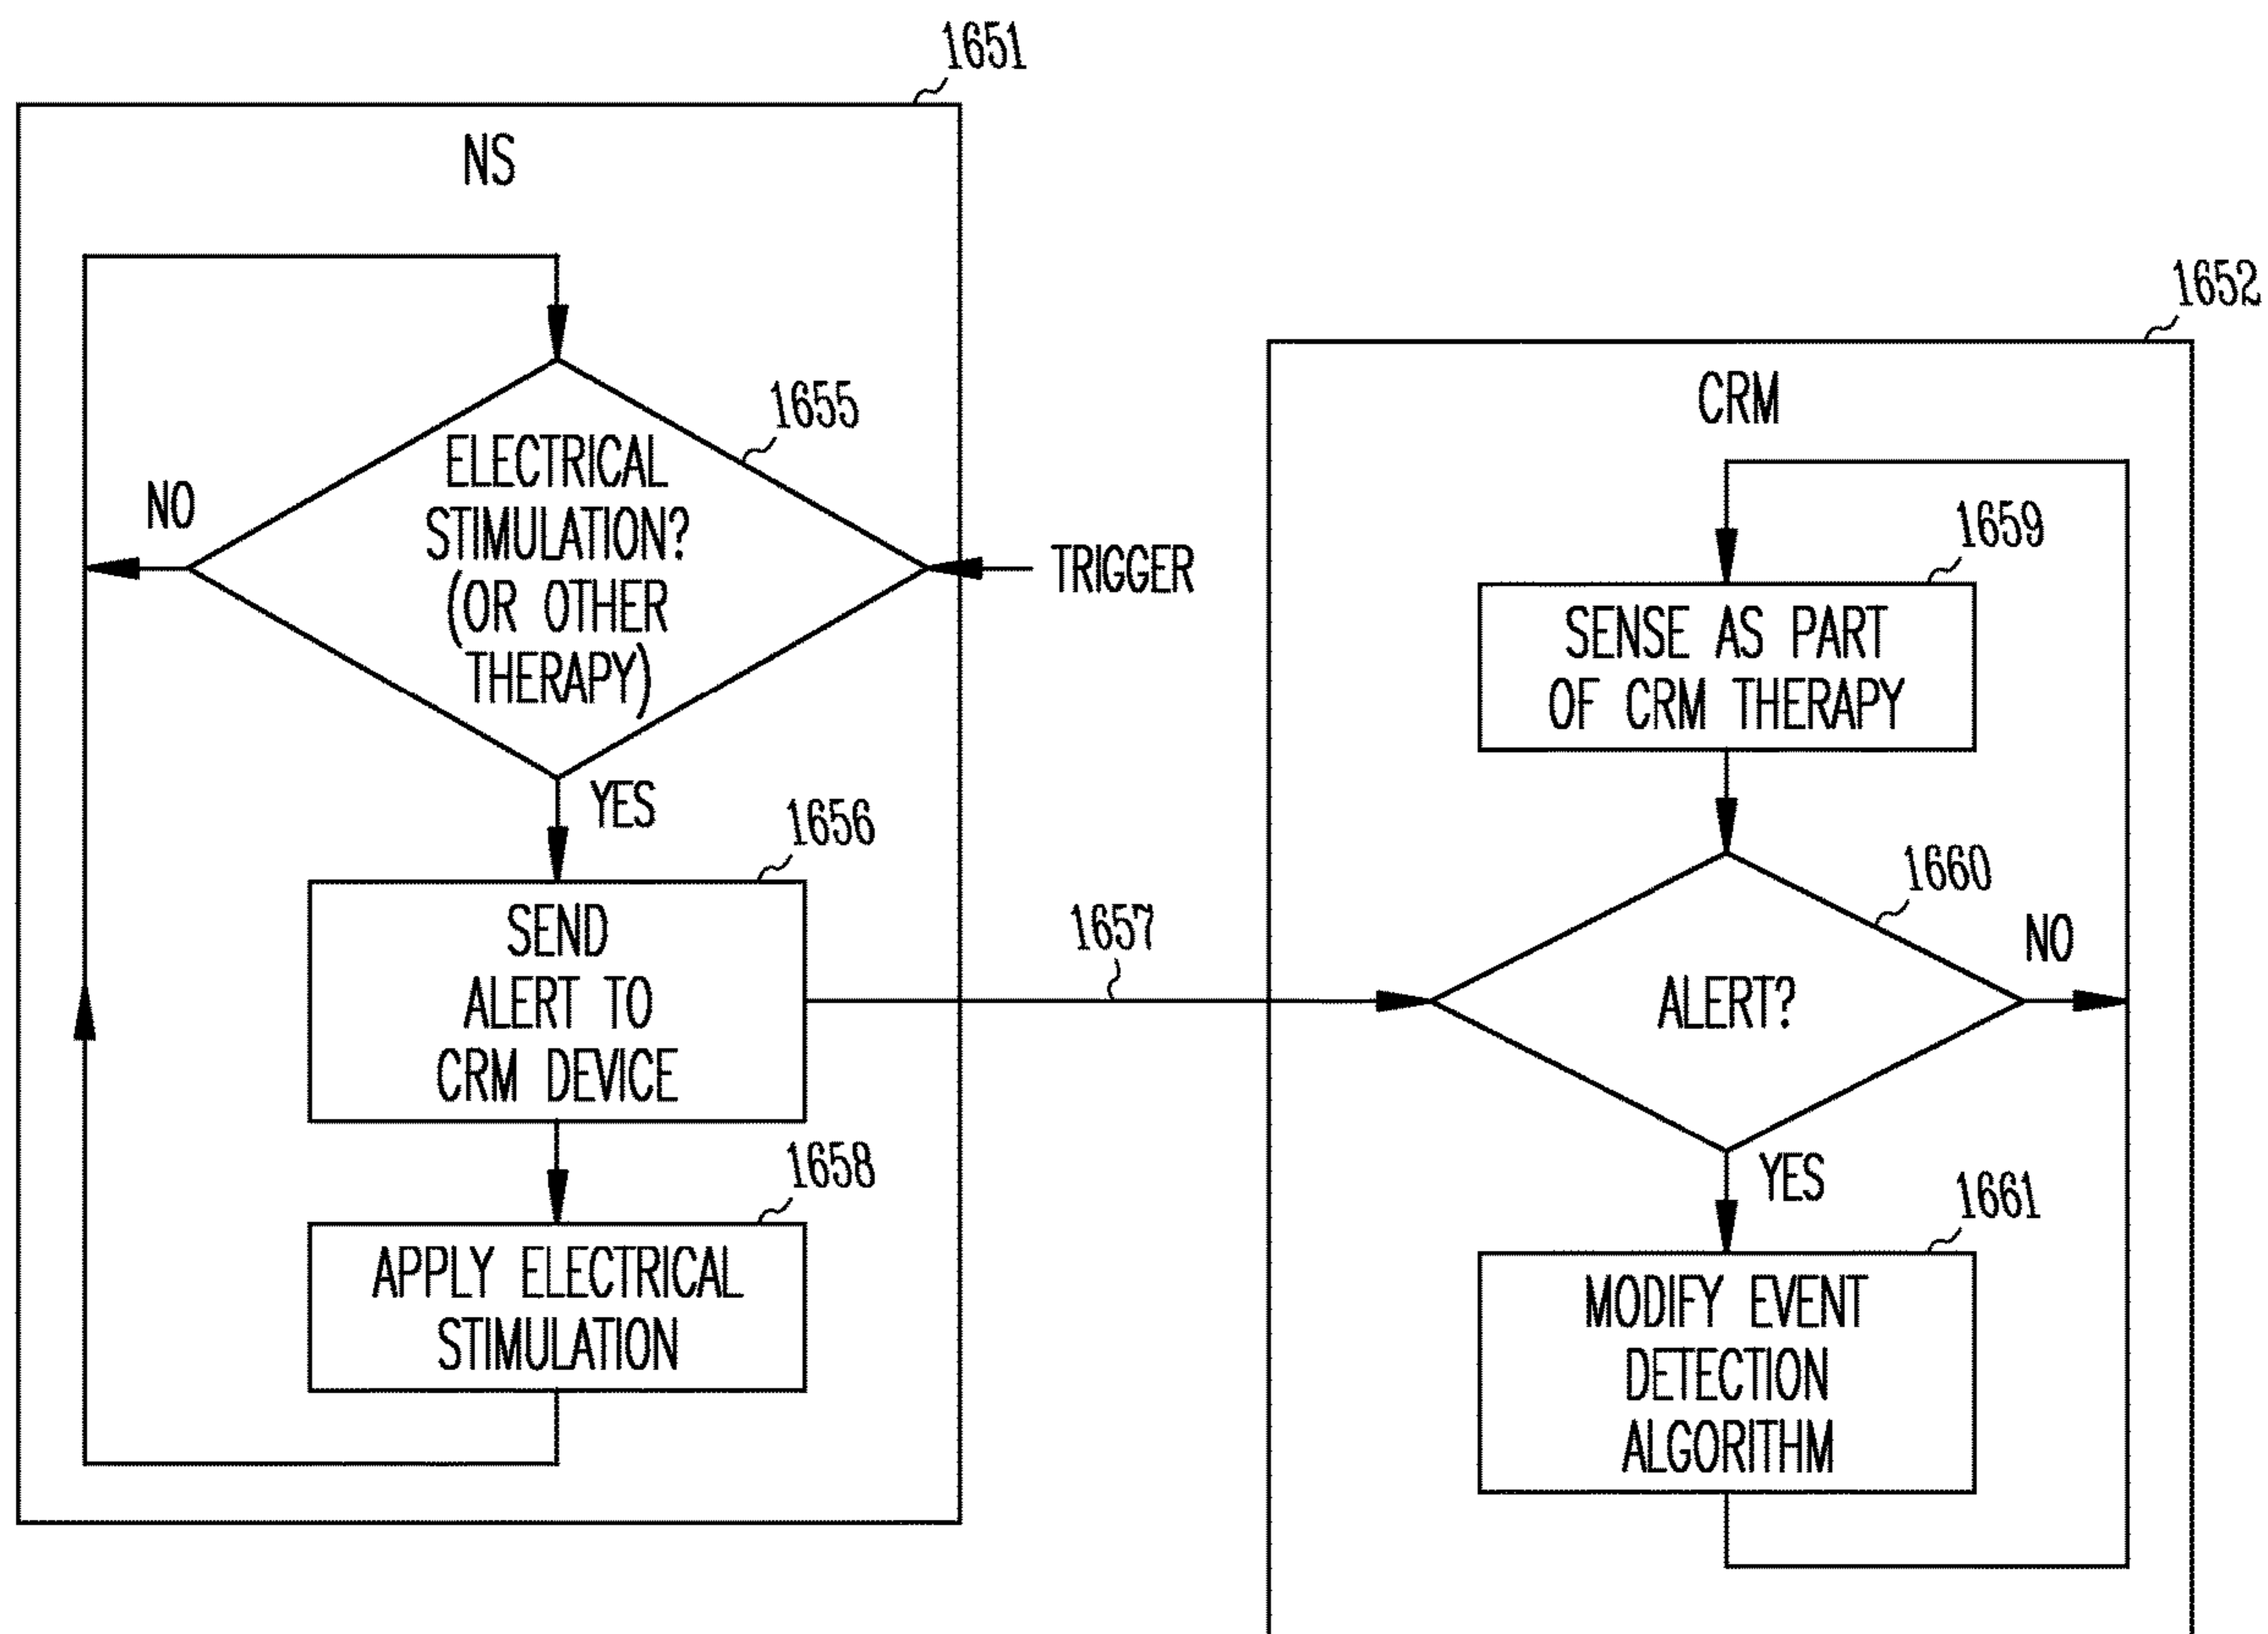 1651
NS
1655
ELECTRICAL
STIMULATION?
(OR OTHER
THERAPY)
NO
TRIGGER
YES
1656
SEND
ALERT TO
CRM DEVICE
1657
1658
APPLY ELECTRICAL
STIMULATION
1652
CRM
1659
SENSE AS PART
OF CRM THERAPY
1660
ALERT?
NO
YES
1661
MODIFY EVENT
DETECTION
ALGORITHM